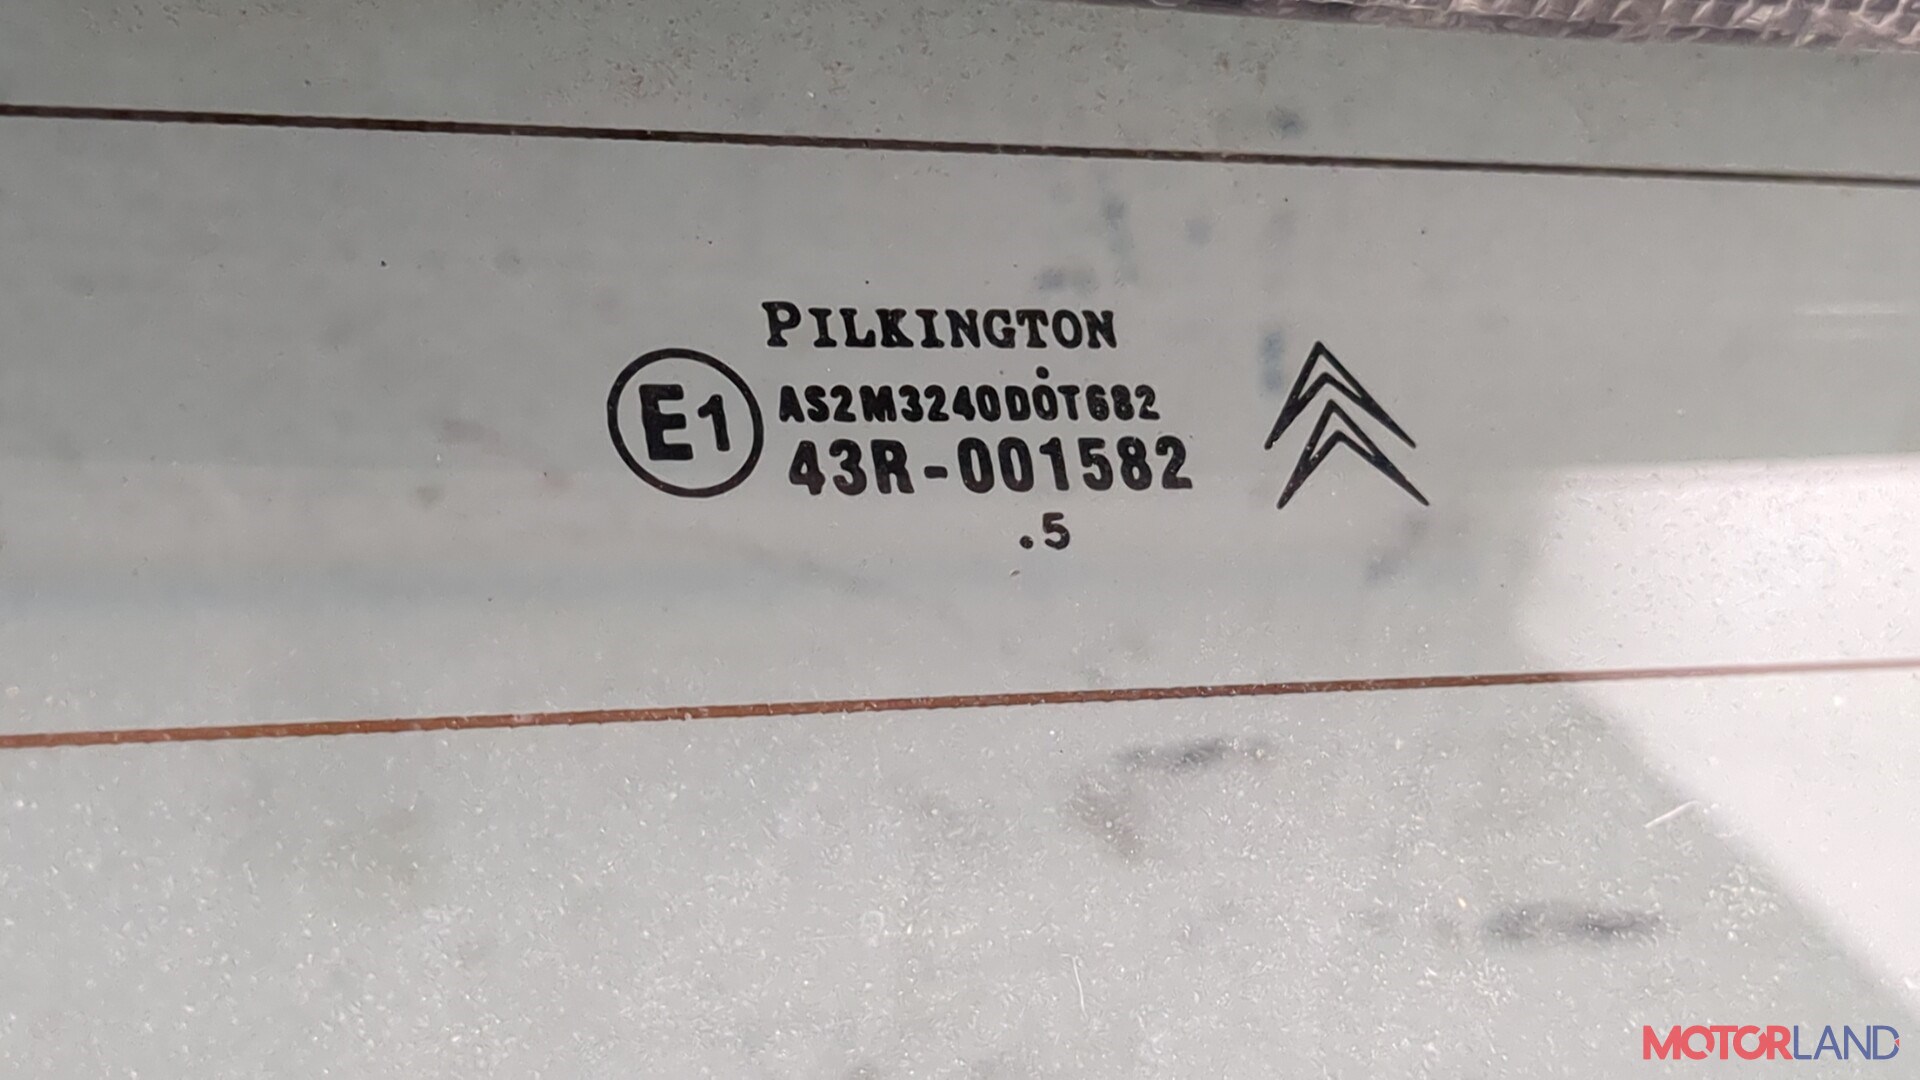 PILKINGTON
E1
AS2M3240DOT682
43R-001582
.5
MOTORLAND